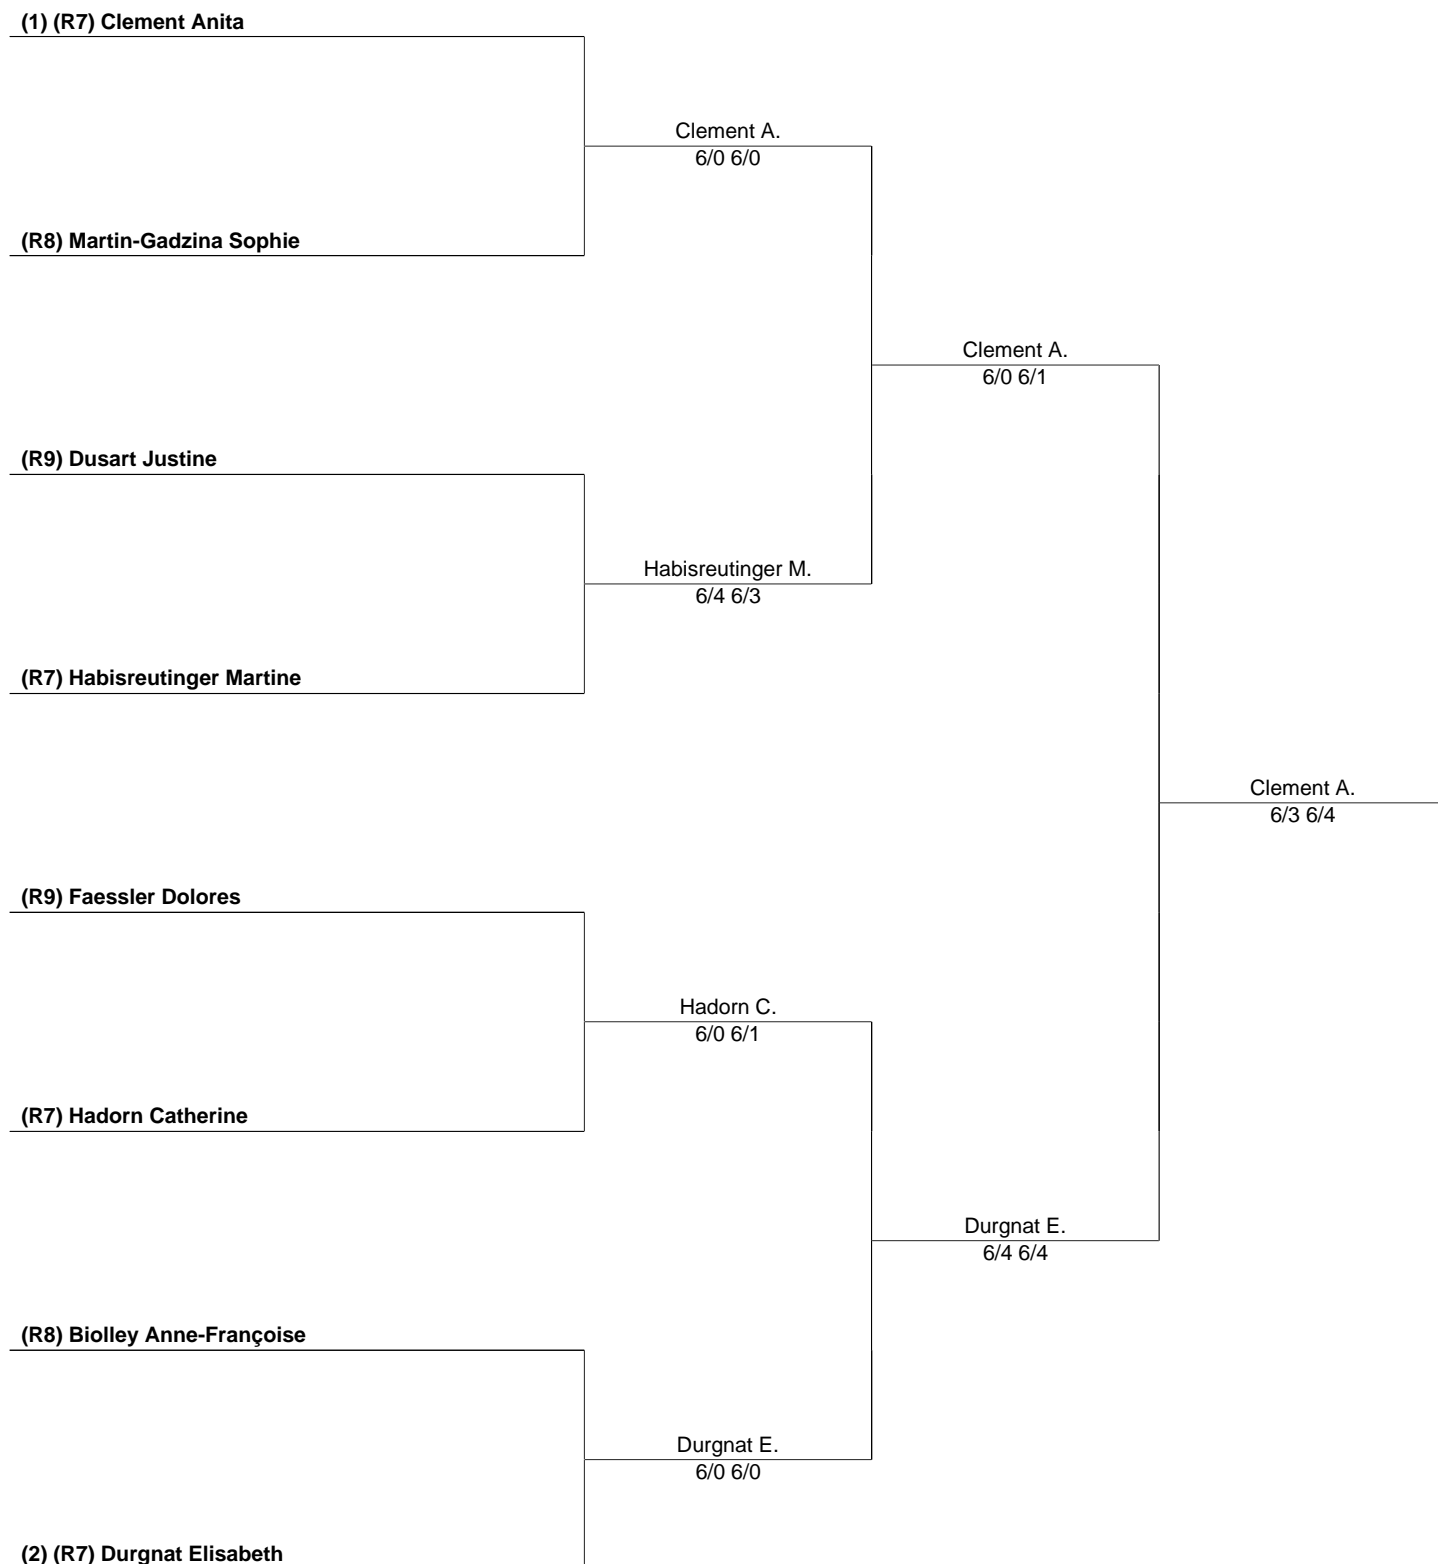 (1) (R7) Clement Anita
Clement A.
6/0 6/0
(R8) Martin-Gadzina Sophie
Clement A.
6/0 6/1
(R9) Dusart Justine
Habisreutinger M.
6/4 6/3
(R7) Habisreutinger Martine
Clement A.
6/3 6/4
(R9) Faessler Dolores
Hadorn C.
6/0 6/1
(R7) Hadorn Catherine
Durgnat E.
6/4 6/4
(R8) Biolley Anne-Françoise
Durgnat E.
6/0 6/0
(2) (R7) Durgnat Elisabeth